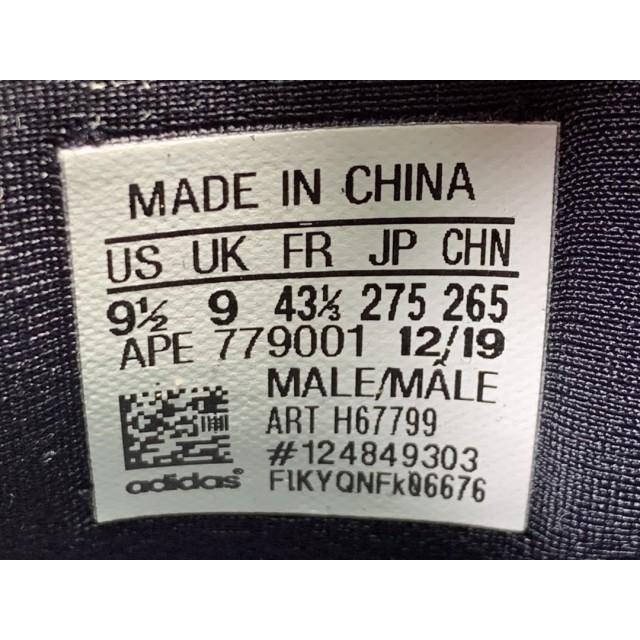 MADE IN CHINA
US UK FR JP CHN
9½ 9 43⅓ 275 265
APE 779001 12/19
MALE/MÂLE
ART H67799
#124849303
adidas®